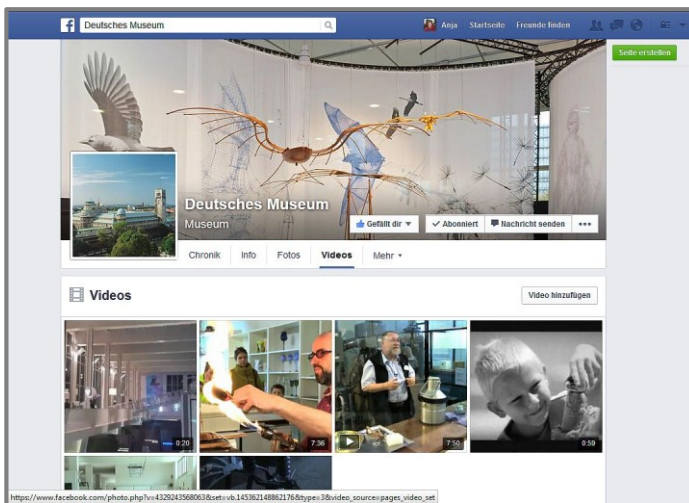 Deutsches Museum
Anja Startseite Freunde finden
Seite erstellen
Deutsches Museum
Museum
Gefällt dir
Abonniert
Nachricht senden
Chronik Info Fotos Videos Mehr
Videos
Video hinzufügen
0:20
7:36
7:50
0:59
https://www.facebook.com/photo.php?v=4329243568063&set=vb.145362148862176&type=3&video_source=pages_video_set